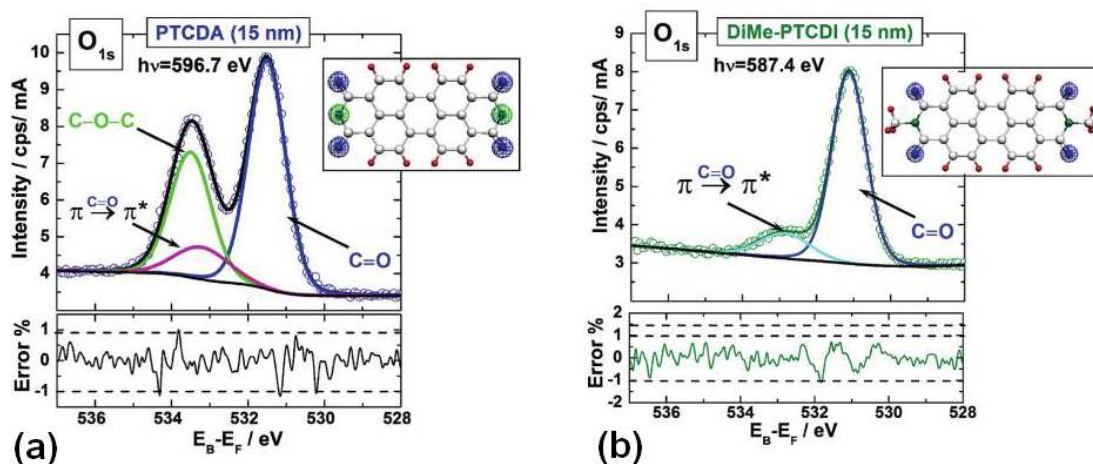 O1s
PTCDA (15 nm)
hν=596.7 eV
C–O–C
π C=O → π*
C=O
Intensity / cps/ mA
10
9
8
7
6
5
4
Error %
1
0
-1
536 534 532 530 528
EB-EF / eV
(a)
O1s
DiMe-PTCDI (15 nm)
hν=587.4 eV
π C=O → π*
C=O
Intensity / cps/ mA
9
8
7
6
5
4
3
Error %
2
1
0
-1
-2
536 534 532 530 528
EB-EF / eV
(b)